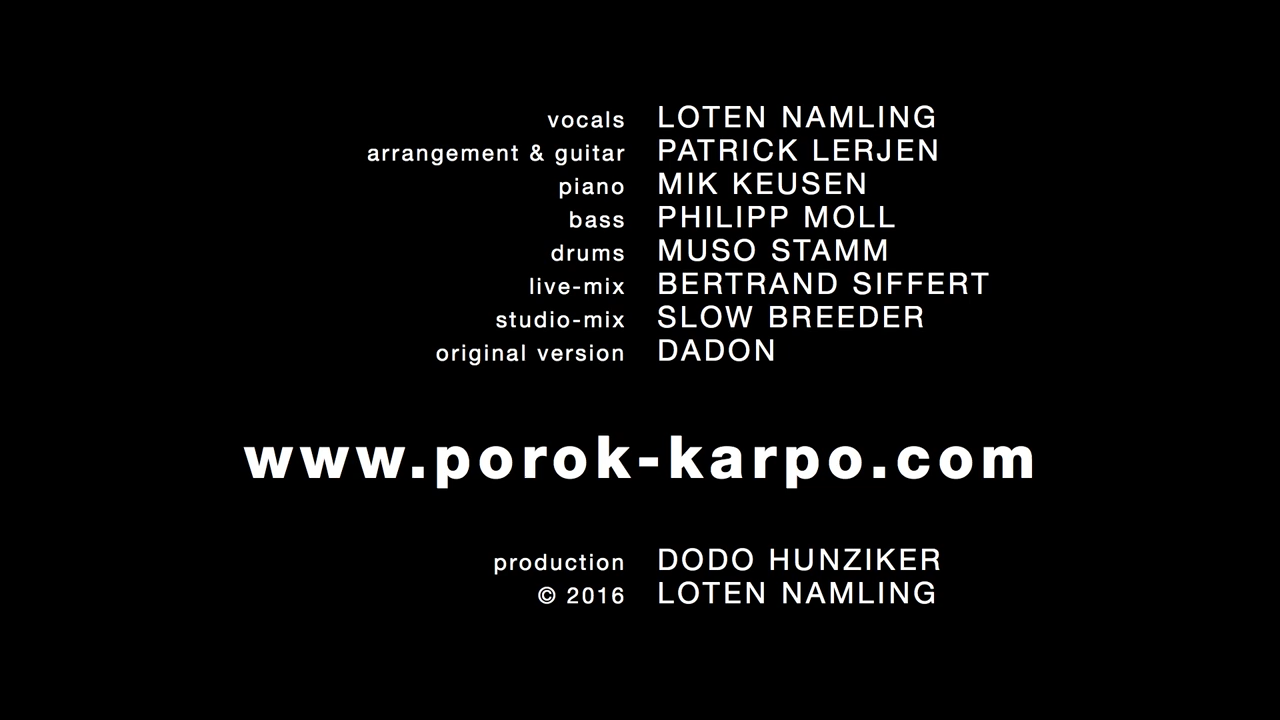 vocals LOTEN NAMLING
arrangement & guitar PATRICK LERJEN
piano MIK KEUSEN
bass PHILIPP MOLL
drums MUSO STAMM
live-mix BERTRAND SIFFERT
studio-mix SLOW BREEDER
original version DADON
www.porok-karpo.com
production DODO HUNZIKER
© 2016 LOTEN NAMLING